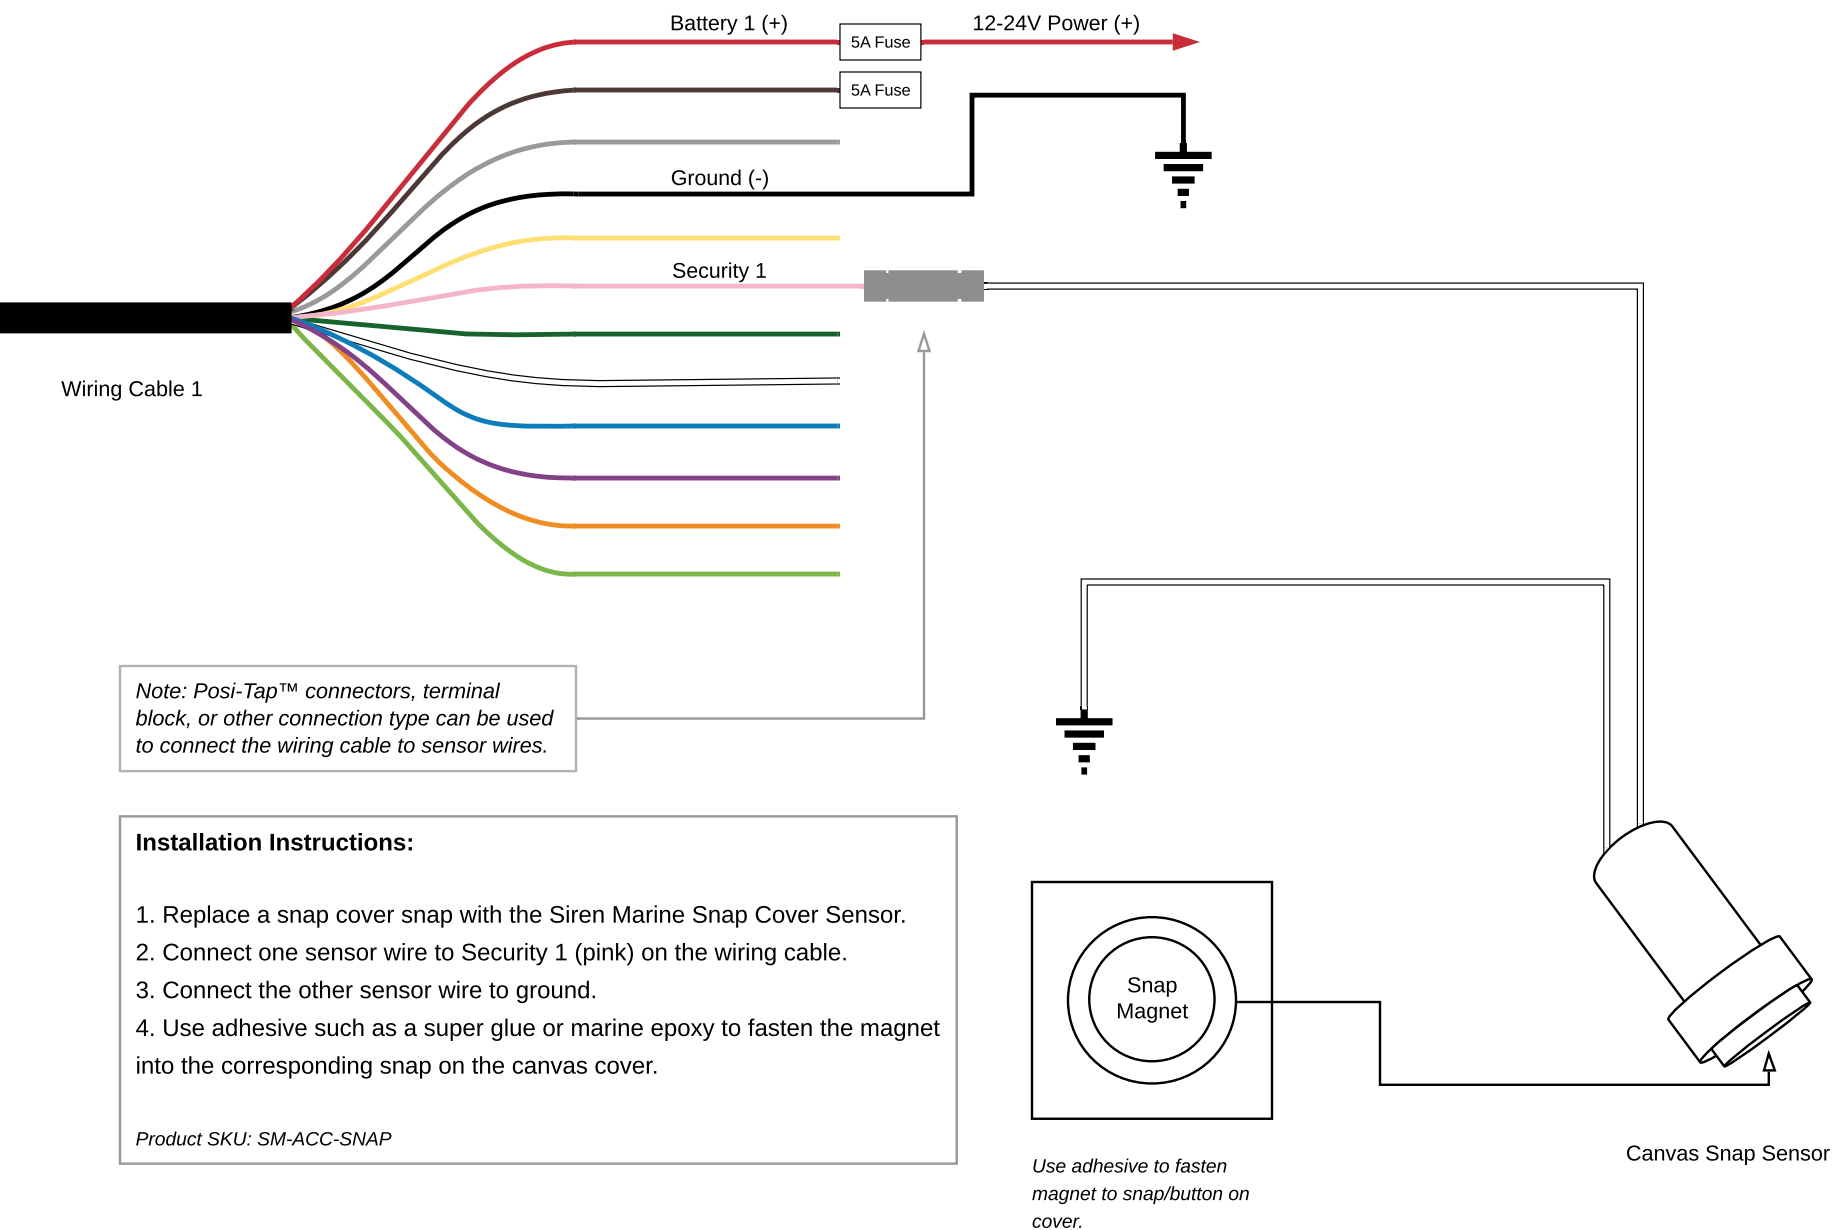 Battery 1 (+)
5A Fuse
12-24V Power (+)
5A Fuse
Ground (-)
Security 1
Wiring Cable 1
Note: Posi-Tap™ connectors, terminal
block, or other connection type can be used
to connect the wiring cable to sensor wires.
Installation Instructions:
1. Replace a snap cover snap with the Siren Marine Snap Cover Sensor.
2. Connect one sensor wire to Security 1 (pink) on the wiring cable.
3. Connect the other sensor wire to ground.
4. Use adhesive such as a super glue or marine epoxy to fasten the magnet
into the corresponding snap on the canvas cover.
Product SKU: SM-ACC-SNAP
Snap
Magnet
Use adhesive to fasten
magnet to snap/button on
cover.
Canvas Snap Sensor